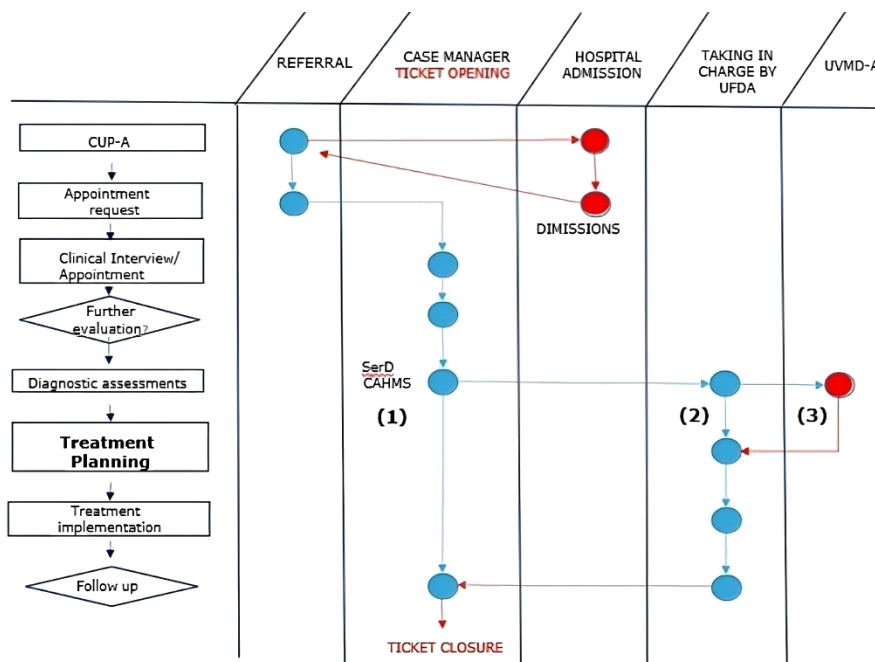 REFERRAL
CASE MANAGER
TICKET OPENING
HOSPITAL
ADMISSION
TAKING IN
CHARGE BY
UFDA
UVMD-A
CUP-A
Appointment
request
DIMISSIONS
Clinical Interview/
Appointment
Further
evaluation?
SerD
CAHMS
Diagnostic assessments
(1)
(2)
(3)
Treatment
Planning
Treatment
implementation
Follow up
TICKET CLOSURE